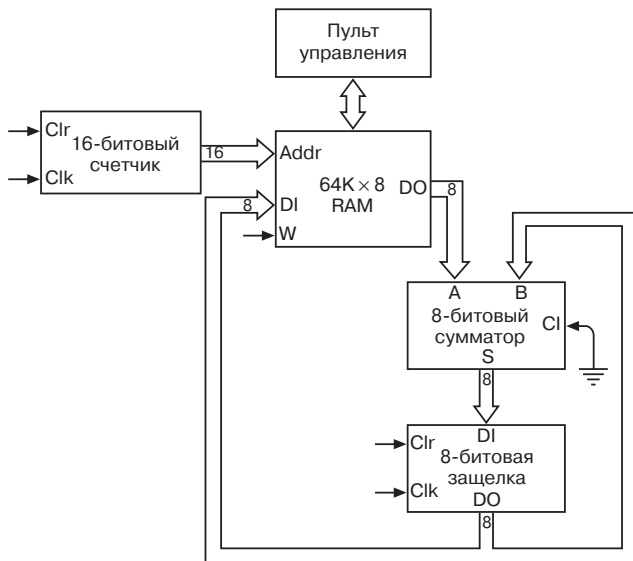 Пульт
управления
Clr
16-битовый
счетчик
Clk
16
Addr
64K × 8
RAM
DO
8
DI
8
W
A
B
8-битовый
сумматор
CI
S
8
DI
Clr
8-битовая
защелка
Clk
DO
8